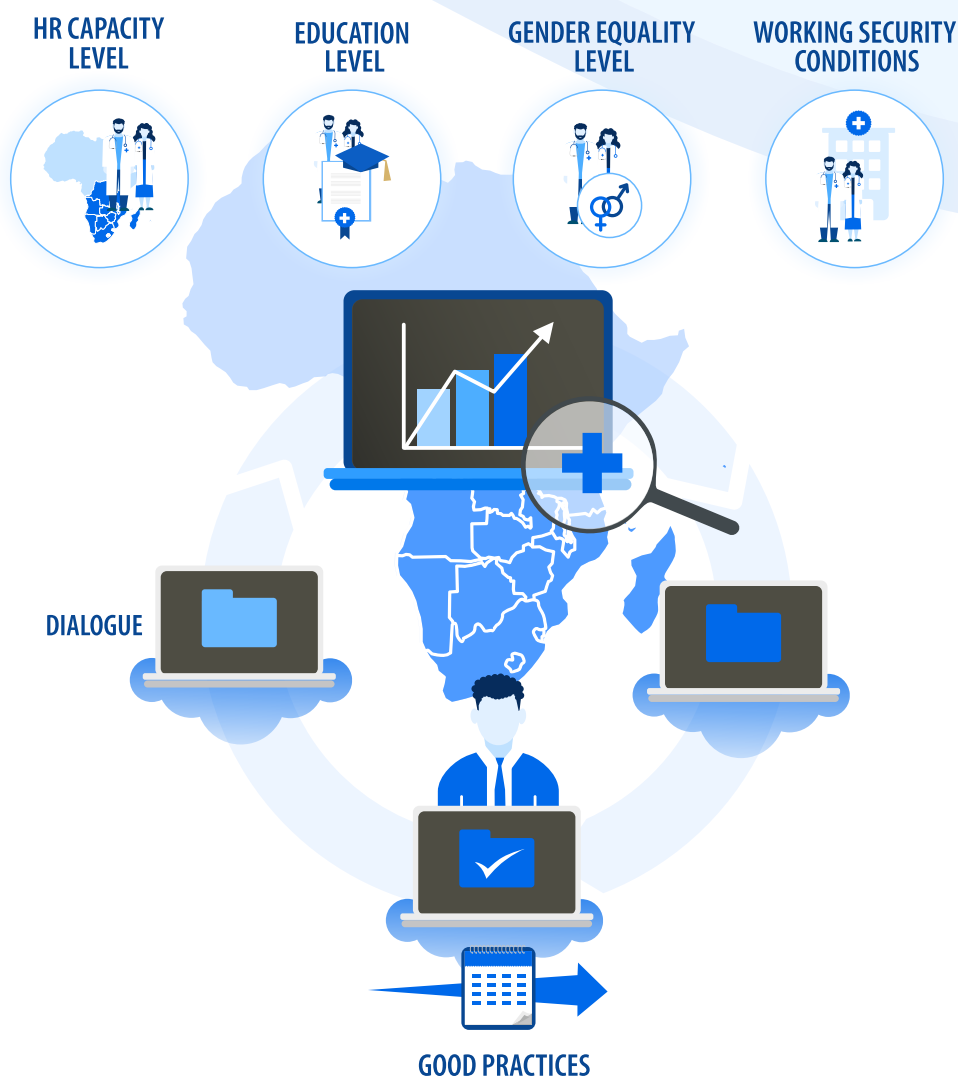 HR CAPACITY
LEVEL
EDUCATION
LEVEL
GENDER EQUALITY
LEVEL
WORKING SECURITY
CONDITIONS
DIALOGUE
GOOD PRACTICES